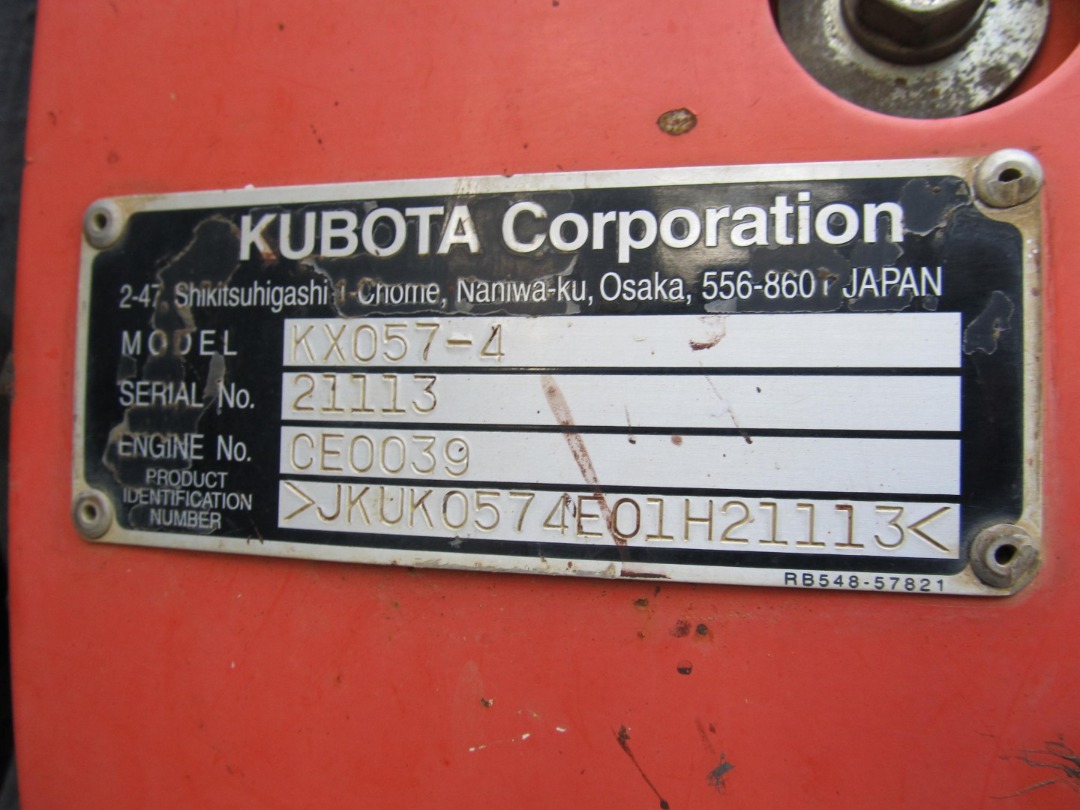 KUBOTA Corporation
2-47, Shikitsuhigashi 1-Chome, Naniwa-ku, Osaka, 556-8601 JAPAN
MODEL KX057-4
SERIAL No. 21113
ENGINE No. CE0039
PRODUCT IDENTIFICATION NUMBER >JKUK0574E01H21113<
RB548-57821